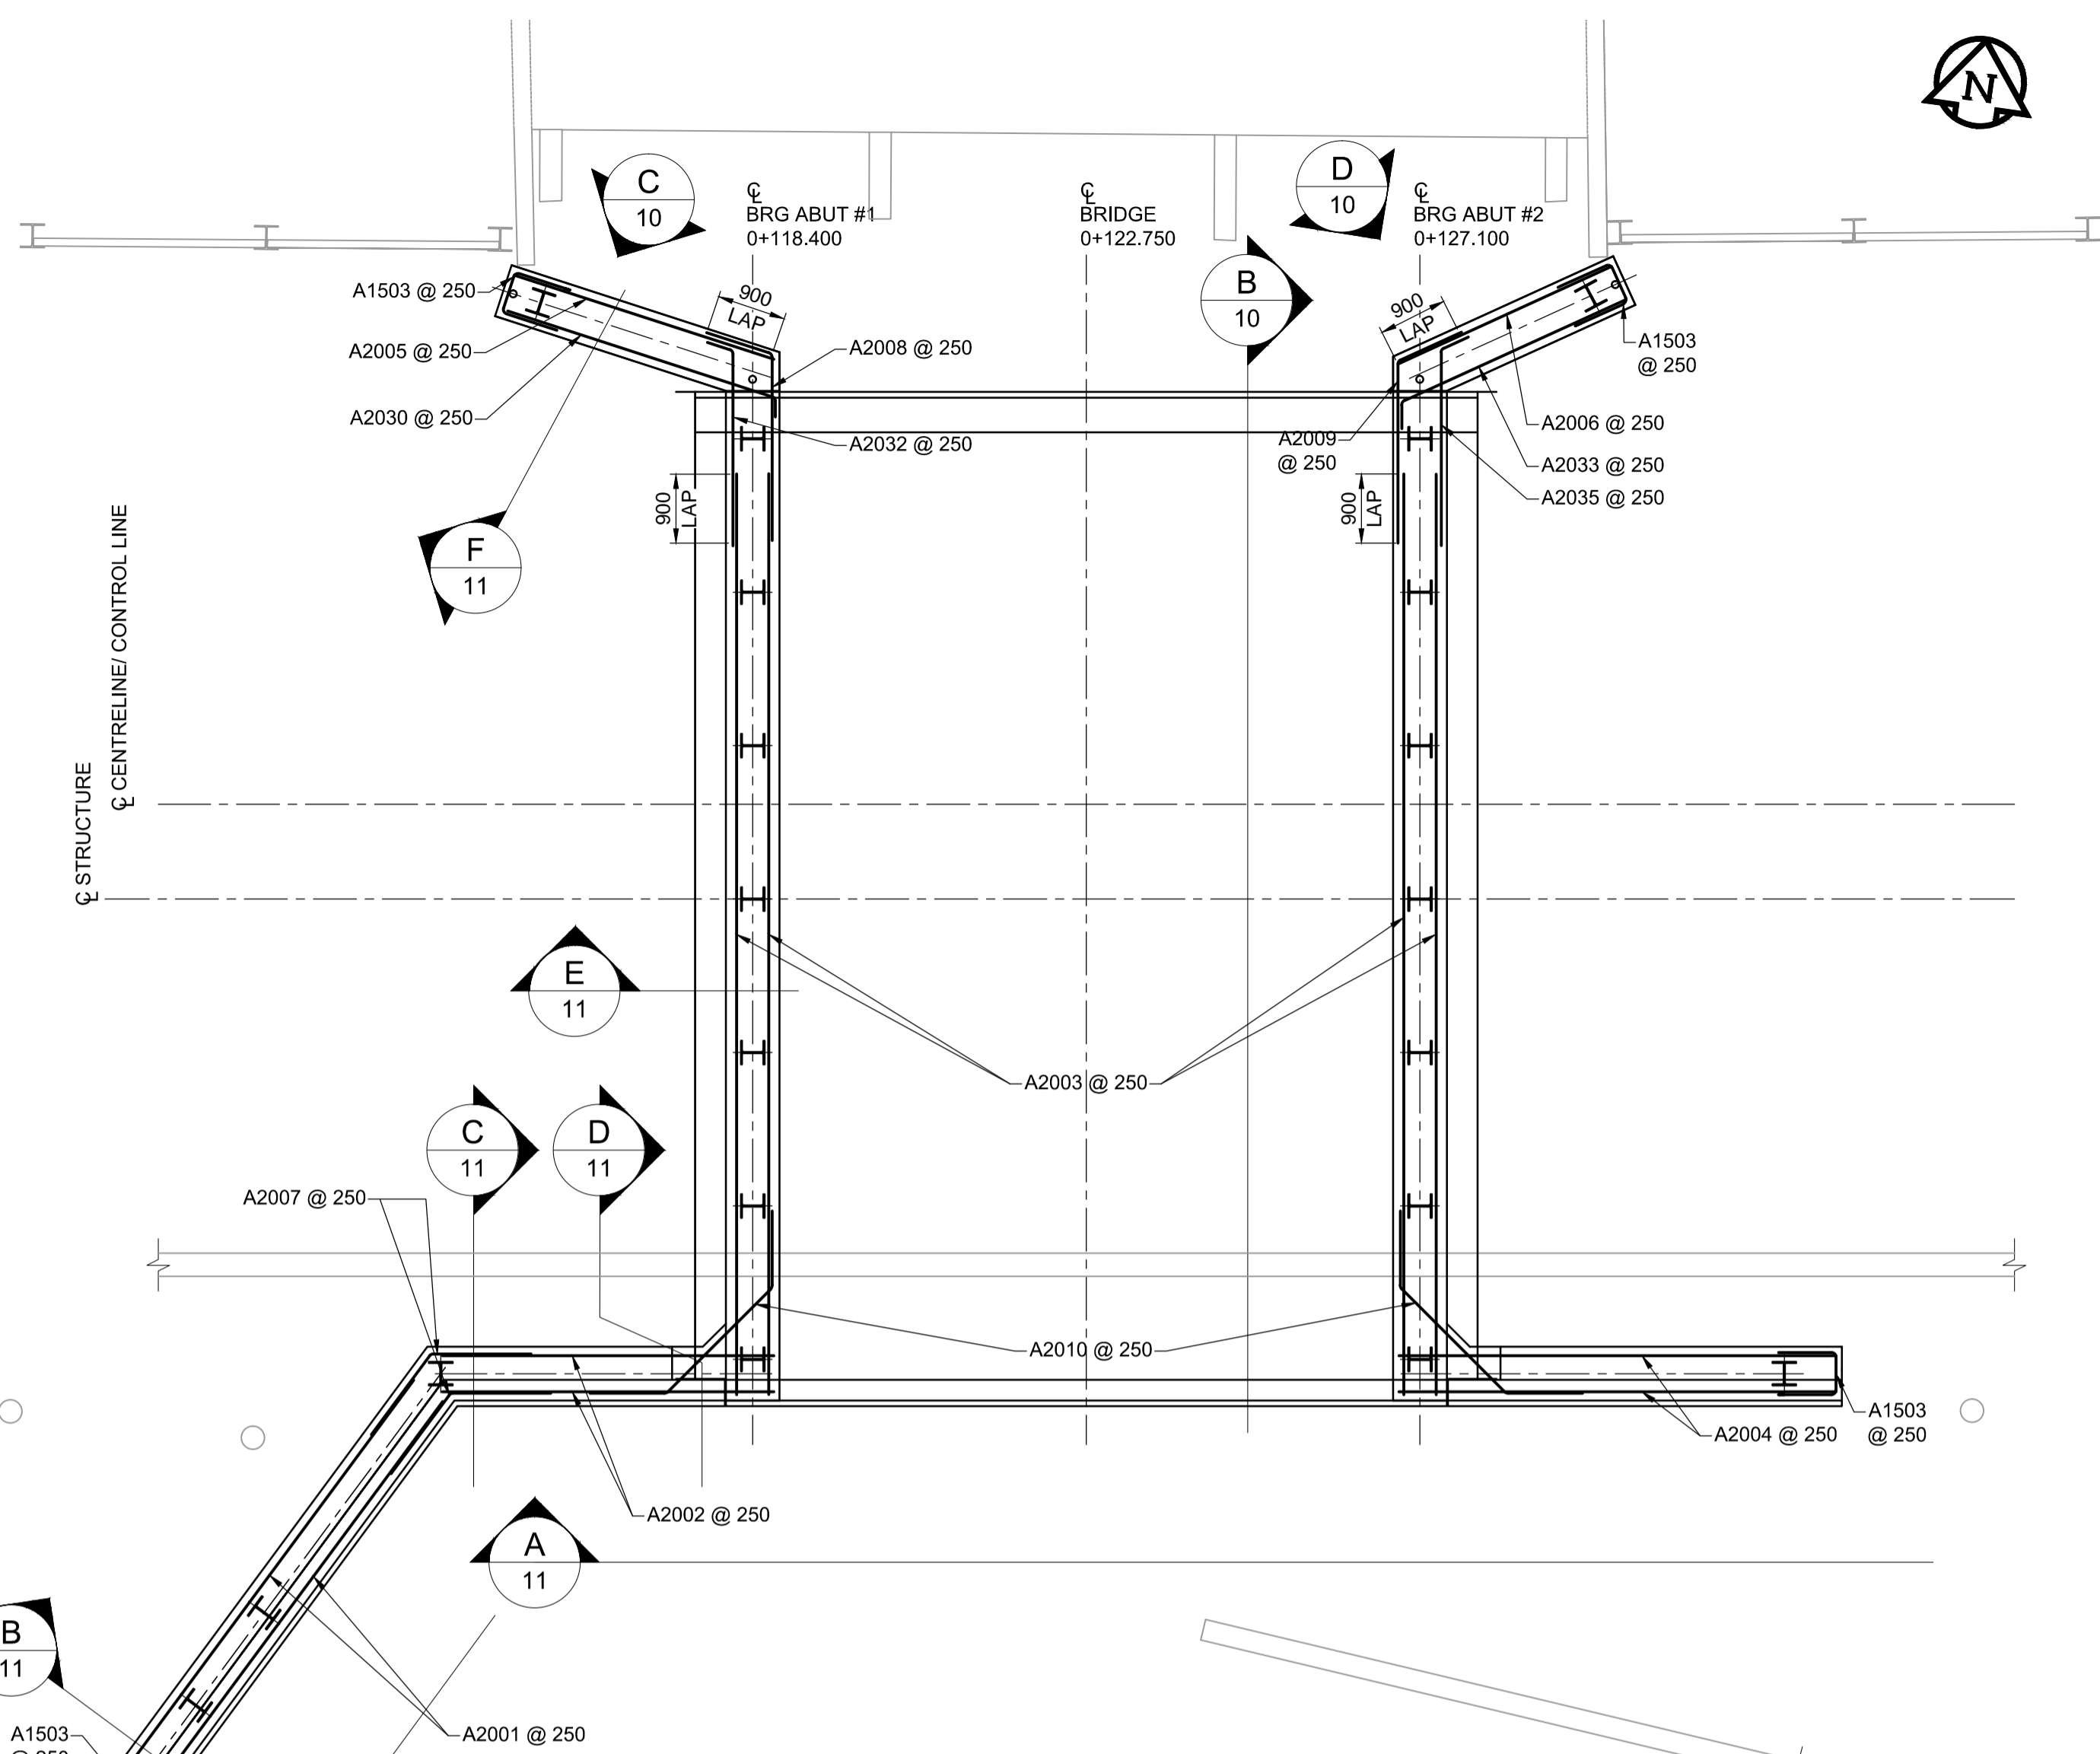 N
C
10
D
10
℄
BRG ABUT #1
0+118.400
℄
BRIDGE
0+122.750
℄
BRG ABUT #2
0+127.100
B
10
A1503 @ 250
900
LAP
900
LAP
A2005 @ 250
A2008 @ 250
A1503
@ 250
A2030 @ 250
A2032 @ 250
A2009
@ 250
A2006 @ 250
A2033 @ 250
A2035 @ 250
900
LAP
900
LAP
F
11
℄ CENTRELINE/ CONTROL LINE
℄ STRUCTURE
E
11
A2003 @ 250
C
11
D
11
A2007 @ 250
A2010 @ 250
A1503
@ 250
A2004 @ 250
A2002 @ 250
A
11
B
11
A1503
@ 250
A2001 @ 250